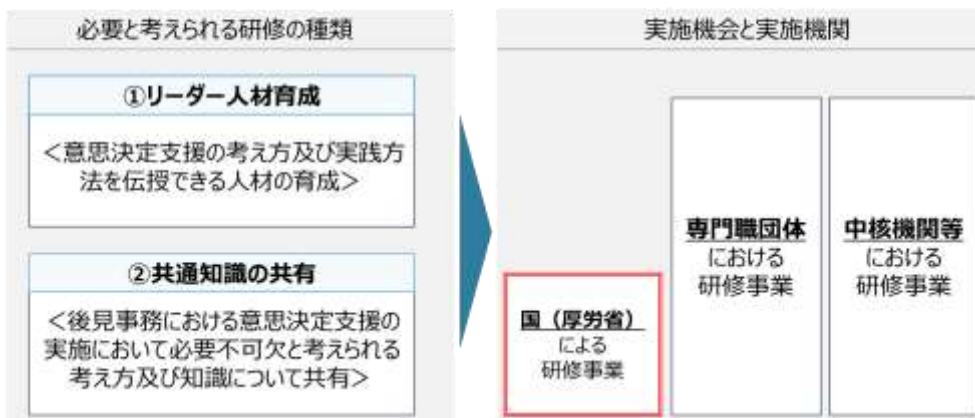 必要と考えられる研修の種類
①リーダー人材育成
＜意思決定支援の考え方及び実践方
法を伝授できる人材の育成＞
②共通知識の共有
＜後見事務における意思決定支援の
実施において必要不可欠と考えられる
考え方及び知識について共有＞
実施機会と実施機関
国（厚労省）
による
研修事業
専門職団体
における
研修事業
中核機関等
における
研修事業